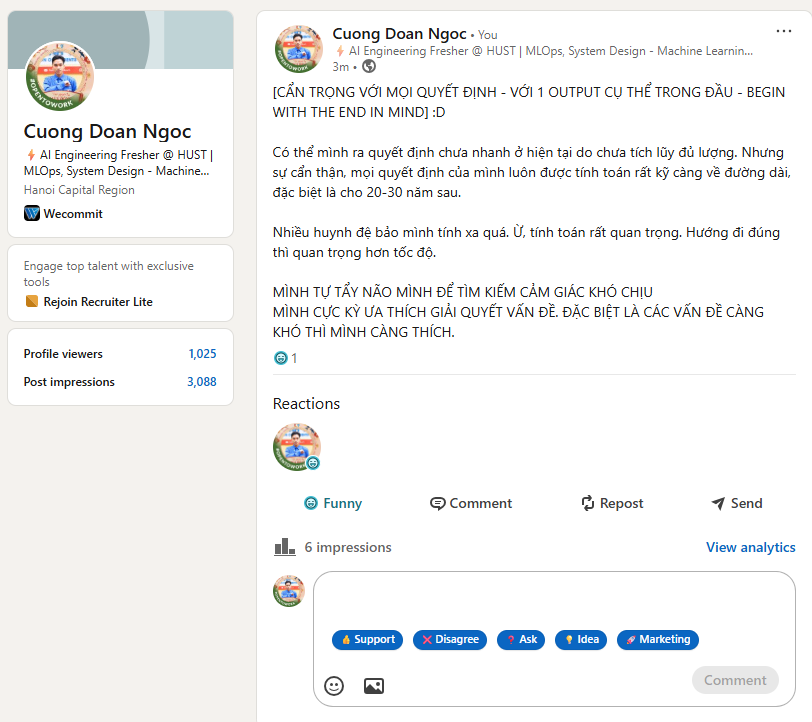 Cuong Doan Ngoc
⚡ AI Engineering Fresher @ HUST |
MLOps, System Design - Machine...
Hanoi Capital Region
Wecommit
Engage top talent with exclusive
tools
Rejoin Recruiter Lite
Profile viewers 1,025
Post impressions 3,088
Cuong Doan Ngoc • You
⚡ AI Engineering Fresher @ HUST | MLOps, System Design - Machine Learnin...
3m •
[CẨN TRỌNG VỚI MỌI QUYẾT ĐỊNH - VỚI 1 OUTPUT CỤ THỂ TRONG ĐẦU - BEGIN
WITH THE END IN MIND] :D
Có thể mình ra quyết định chưa nhanh ở hiện tại do chưa tích lũy đủ lượng. Nhưng
sự cẩn thận, mọi quyết định của mình luôn được tính toán rất kỹ càng về đường dài,
đặc biệt là cho 20-30 năm sau.
Nhiều huynh đệ bảo mình tính xa quá. Ừ, tính toán rất quan trọng. Hướng đi đúng
thì quan trọng hơn tốc độ.
MÌNH TỰ TẨY NÃO MÌNH ĐỂ TÌM KIẾM CẢM GIÁC KHÓ CHỊU
MÌNH CỰC KỲ ƯA THÍCH GIẢI QUYẾT VẤN ĐỀ. ĐẶC BIỆT LÀ CÁC VẤN ĐỀ CÀNG
KHÓ THÌ MÌNH CÀNG THÍCH.
1
Reactions
Funny Comment Repost Send
6 impressions View analytics
👍 Support ❌ Disagree ❓ Ask 💡 Idea 🚀 Marketing
Comment
#OPENTOWORK